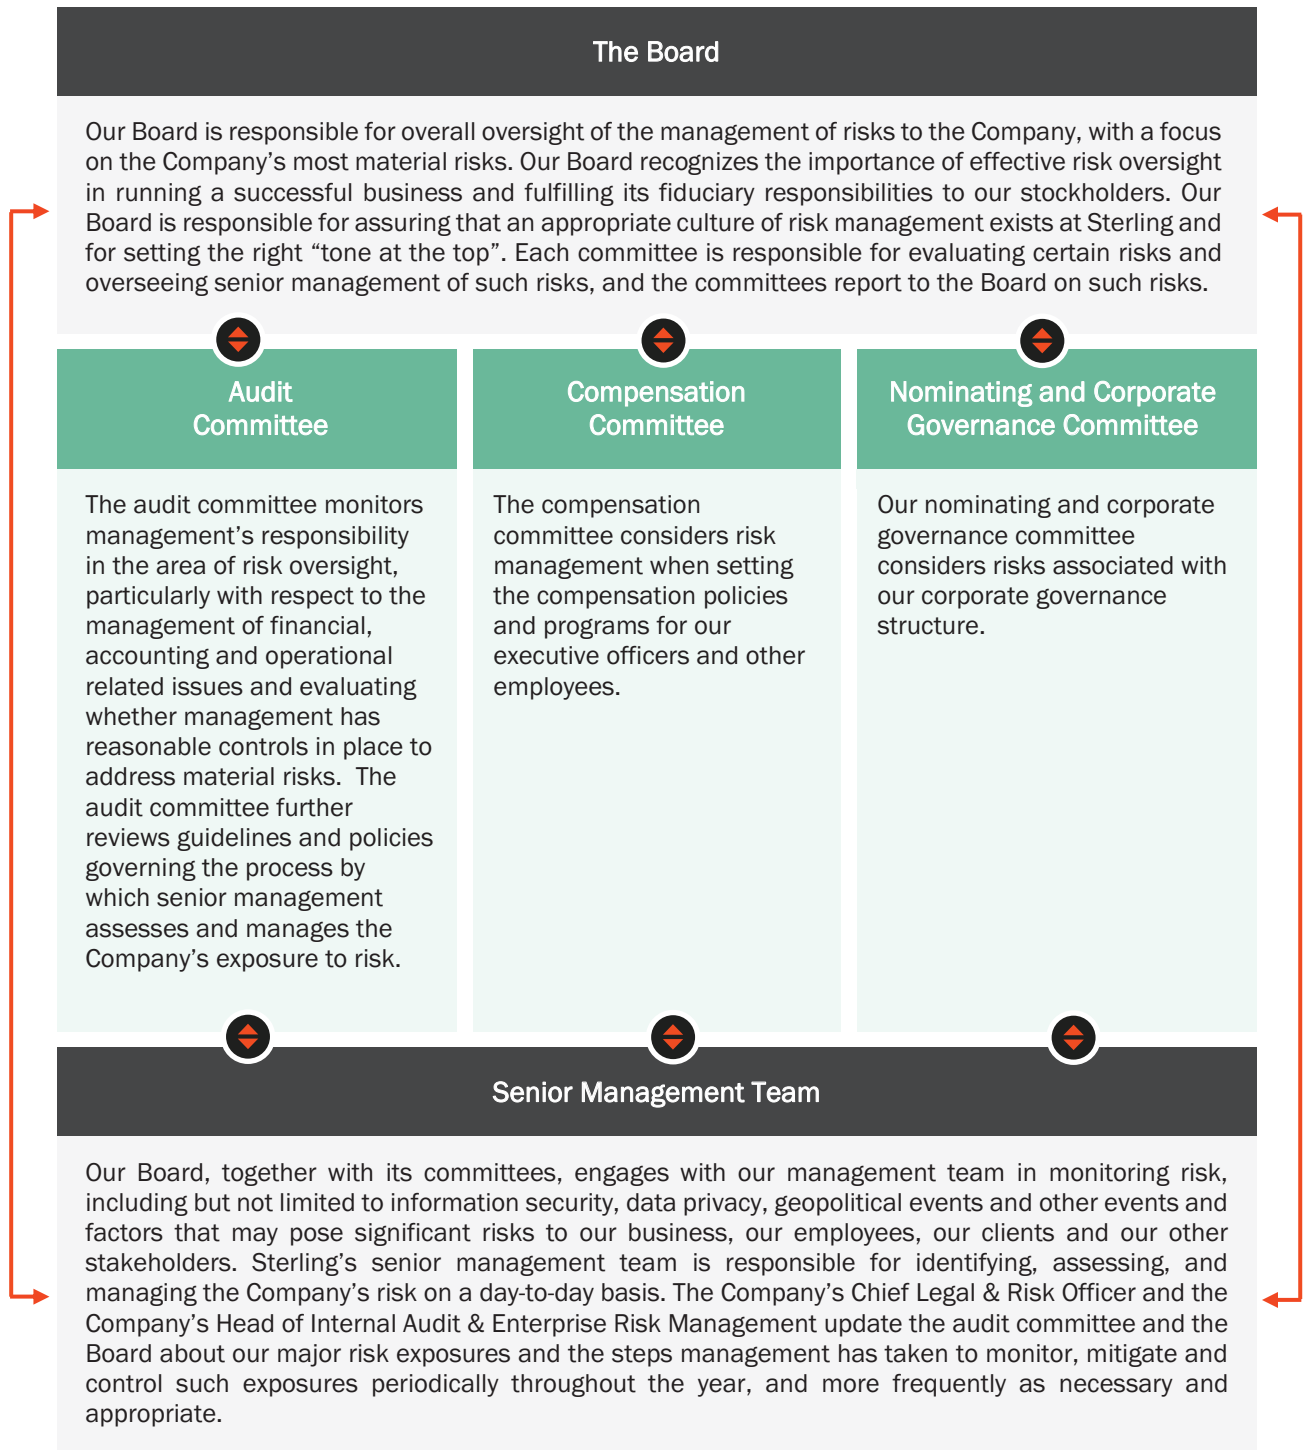 The Board
Our Board is responsible for overall oversight of the management of risks to the Company, with a focus
on the Company’s most material risks. Our Board recognizes the importance of effective risk oversight
in running a successful business and fulfilling its fiduciary responsibilities to our stockholders. Our
Board is responsible for assuring that an appropriate culture of risk management exists at Sterling and
for setting the right “tone at the top”. Each committee is responsible for evaluating certain risks and
overseeing senior management of such risks, and the committees report to the Board on such risks.
Audit
Committee
The audit committee monitors
management’s responsibility
in the area of risk oversight,
particularly with respect to the
management of financial,
accounting and operational
related issues and evaluating
whether management has
reasonable controls in place to
address material risks.  The
audit committee further
reviews guidelines and policies
governing the process by
which senior management
assesses and manages the
Company’s exposure to risk.
Compensation
Committee
The compensation
committee considers risk
management when setting
the compensation policies
and programs for our
executive officers and other
employees.
Nominating and Corporate
Governance Committee
Our nominating and corporate
governance committee
considers risks associated with
our corporate governance
structure.
Senior Management Team
Our Board, together with its committees, engages with our management team in monitoring risk,
including but not limited to information security, data privacy, geopolitical events and other events and
factors that may pose significant risks to our business, our employees, our clients and our other
stakeholders. Sterling’s senior management team is responsible for identifying, assessing, and
managing the Company’s risk on a day-to-day basis. The Company’s Chief Legal & Risk Officer and the
Company’s Head of Internal Audit & Enterprise Risk Management update the audit committee and the
Board about our major risk exposures and the steps management has taken to monitor, mitigate and
control such exposures periodically throughout the year, and more frequently as necessary and
appropriate.